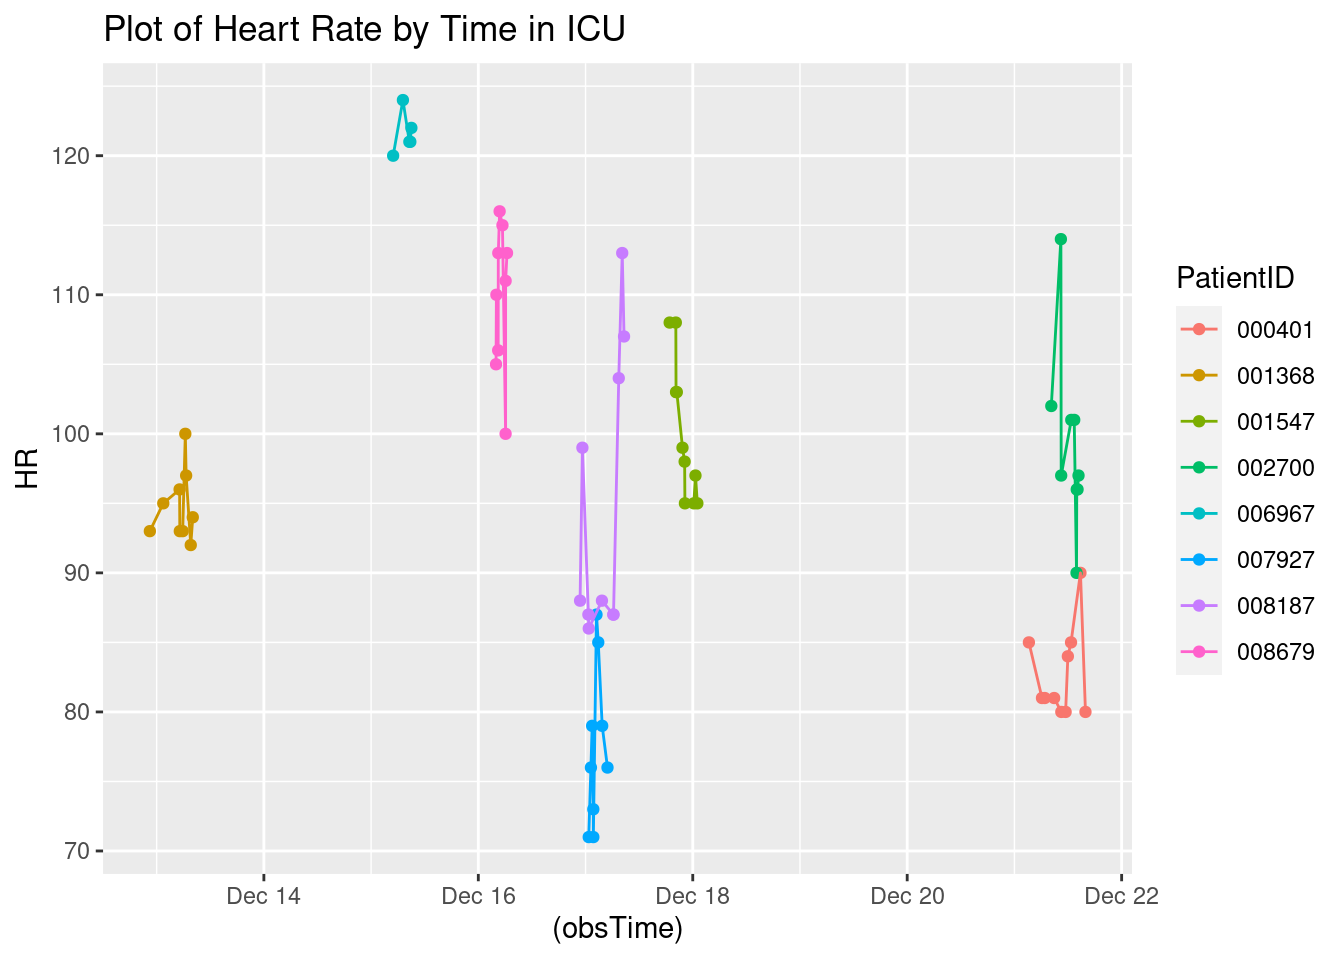 Plot of Heart Rate by Time in ICU
HR
120
110
100
90
80
70
Dec 14
Dec 16
Dec 18
Dec 20
Dec 22
(obsTime)
PatientID
000401
001368
001547
002700
006967
007927
008187
008679